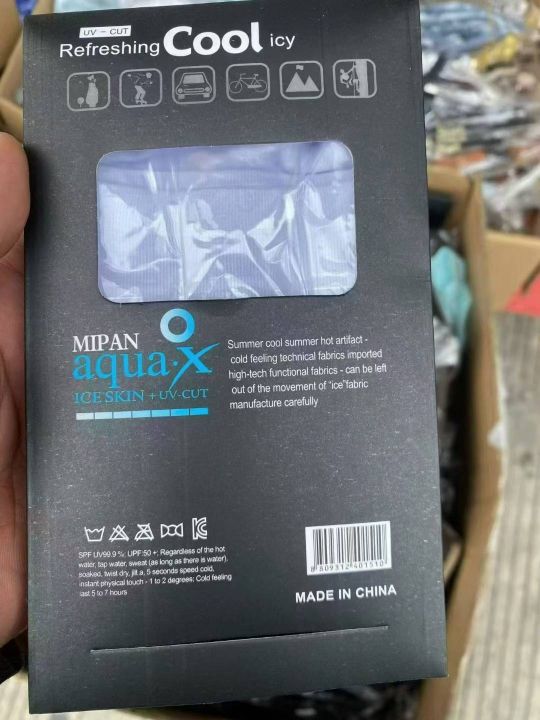 UV - CUT
Refreshing Cool icy
MIPAN
aqua·X
ICE SKIN + UV-CUT
Summer cool summer hot artifact -
cold feeling technical fabrics imported
high-tech functional fabrics - can be left
out of the movement of "ice"fabric
manufacture carefully
SPF UV99.9 %; UPF:50 +; Regardless of the hot
water, tap water, sweat (as long as there is water).
soaked, twist dry, jilt a, 5 seconds speed cold,
instant physical touch - 1 to 2 degrees; Cold feeling
last 5 to 7 hours
8 809312 401510
MADE IN CHINA